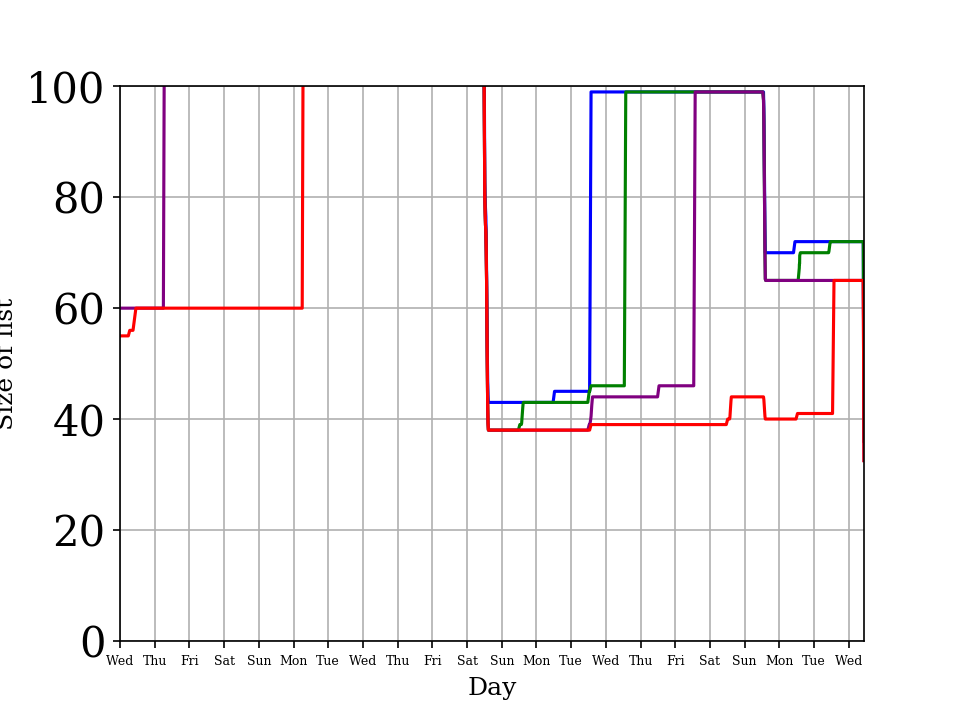 100
80
60
40
20
0
Size of list
Wed Thu Fri Sat Sun Mon Tue Wed Thu Fri Sat Sun Mon Tue Wed Thu Fri Sat Sun Mon Tue Wed
Day